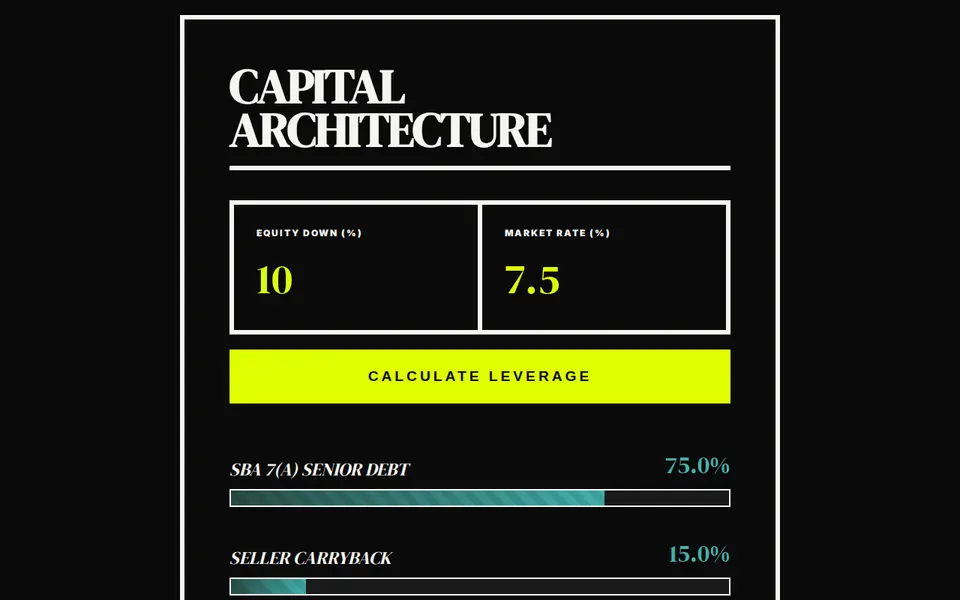 CAPITAL
ARCHITECTURE
EQUITY DOWN (%)
MARKET RATE (%)
10
7.5
CALCULATE LEVERAGE
SBA 7(A) SENIOR DEBT
75.0%
SELLER CARRYBACK
15.0%